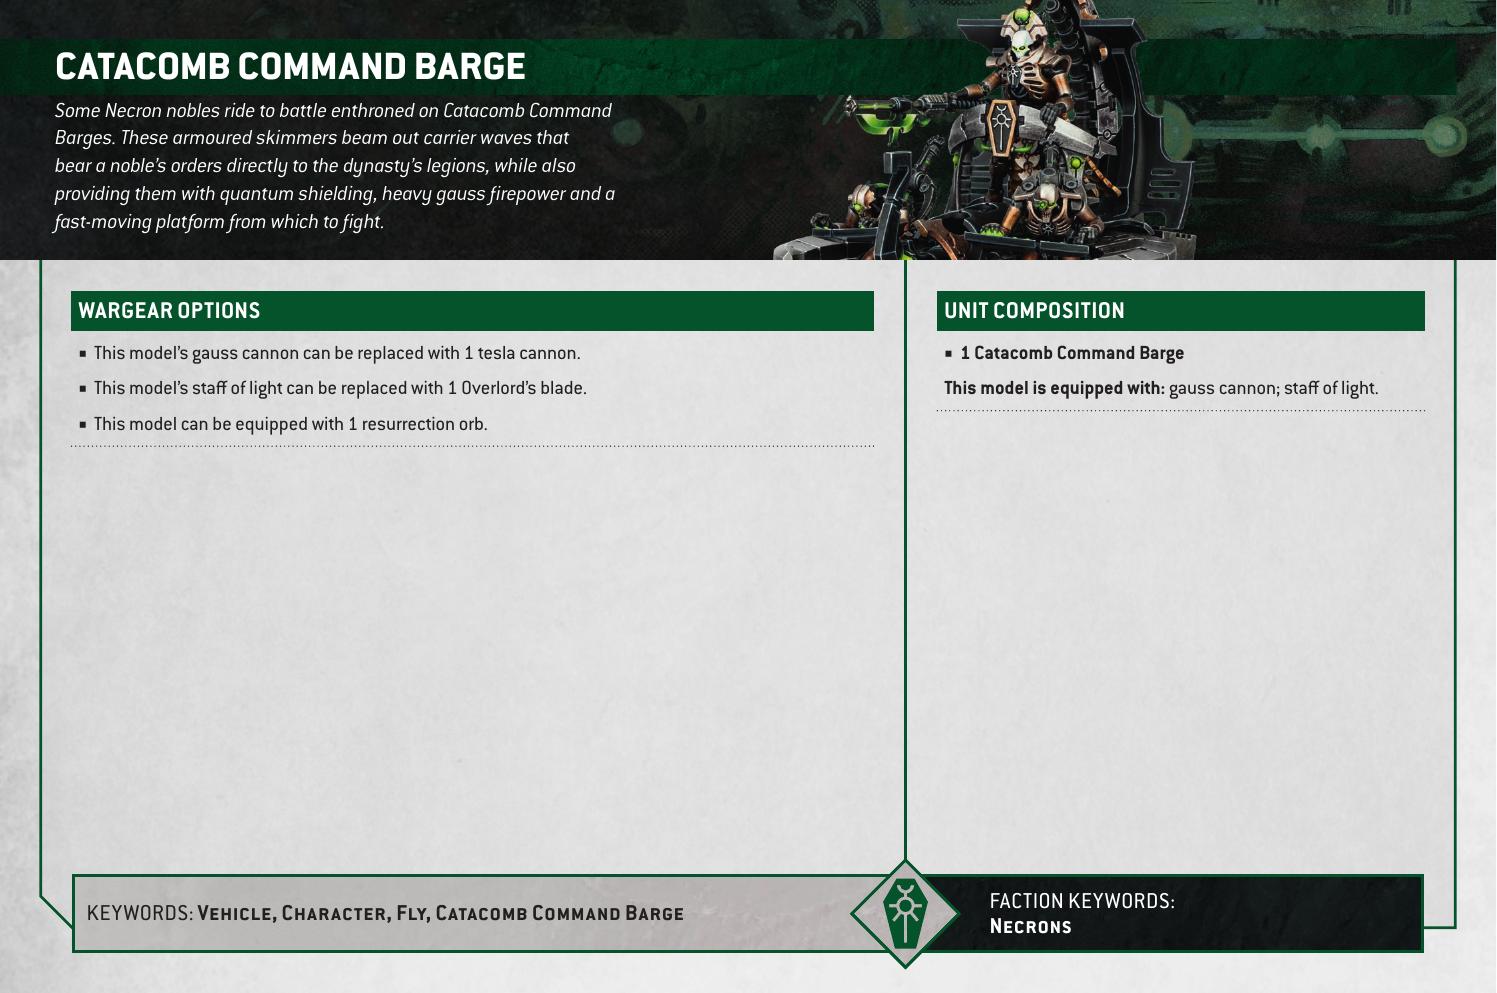 CATACOMB COMMAND BARGE
Some Necron nobles ride to battle enthroned on Catacomb Command
Barges. These armoured skimmers beam out carrier waves that
bear a noble’s orders directly to the dynasty’s legions, while also
providing them with quantum shielding, heavy gauss firepower and a
fast-moving platform from which to fight.
WARGEAR OPTIONS
▪ This model’s gauss cannon can be replaced with 1 tesla cannon.
▪ This model’s staff of light can be replaced with 1 Overlord’s blade.
▪ This model can be equipped with 1 resurrection orb.
UNIT COMPOSITION
▪ 1 Catacomb Command Barge
This model is equipped with: gauss cannon; staff of light.
KEYWORDS: Vehicle, Character, Fly, Catacomb Command Barge
FACTION KEYWORDS:
Necrons